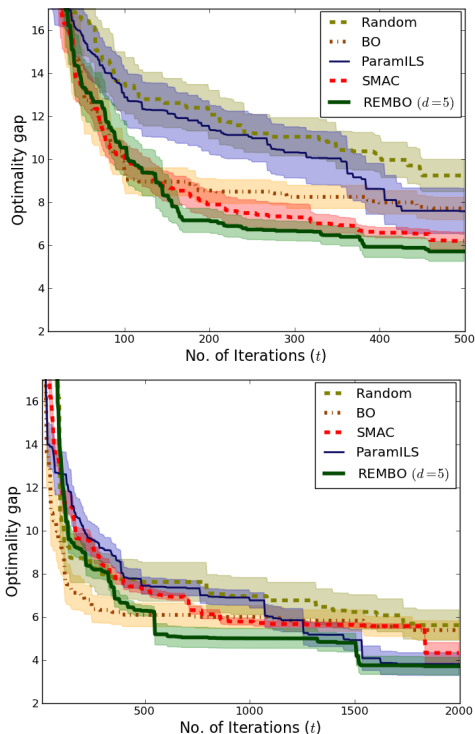 16
14
12
10
8
6
4
2
Optimality gap
Random
BO
ParamILS
SMAC
REMBO (d=5)
100 200 300 400 500
No. of Iterations (t)
16
14
12
10
8
6
4
2
Optimality gap
Random
BO
SMAC
ParamILS
REMBO (d=5)
500 1000 1500 2000
No. of Iterations (t)